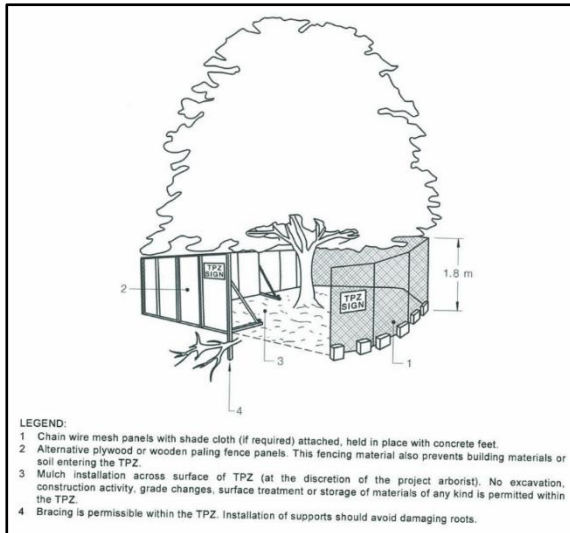 TPZ
SIGN
1.8 m
TPZ
SIGN
2
3
1
4
LEGEND:
1 Chain wire mesh panels with shade cloth (if required) attached, held in place with concrete feet.
2 Alternative plywood or wooden paling fence panels. This fencing material also prevents building materials or
soil entering the TPZ.
3 Mulch installation across surface of TPZ (at the discretion of the project arborist). No excavation,
construction activity, grade changes, surface treatment or storage of materials of any kind is permitted within
the TPZ.
4 Bracing is permissible within the TPZ. Installation of supports should avoid damaging roots.